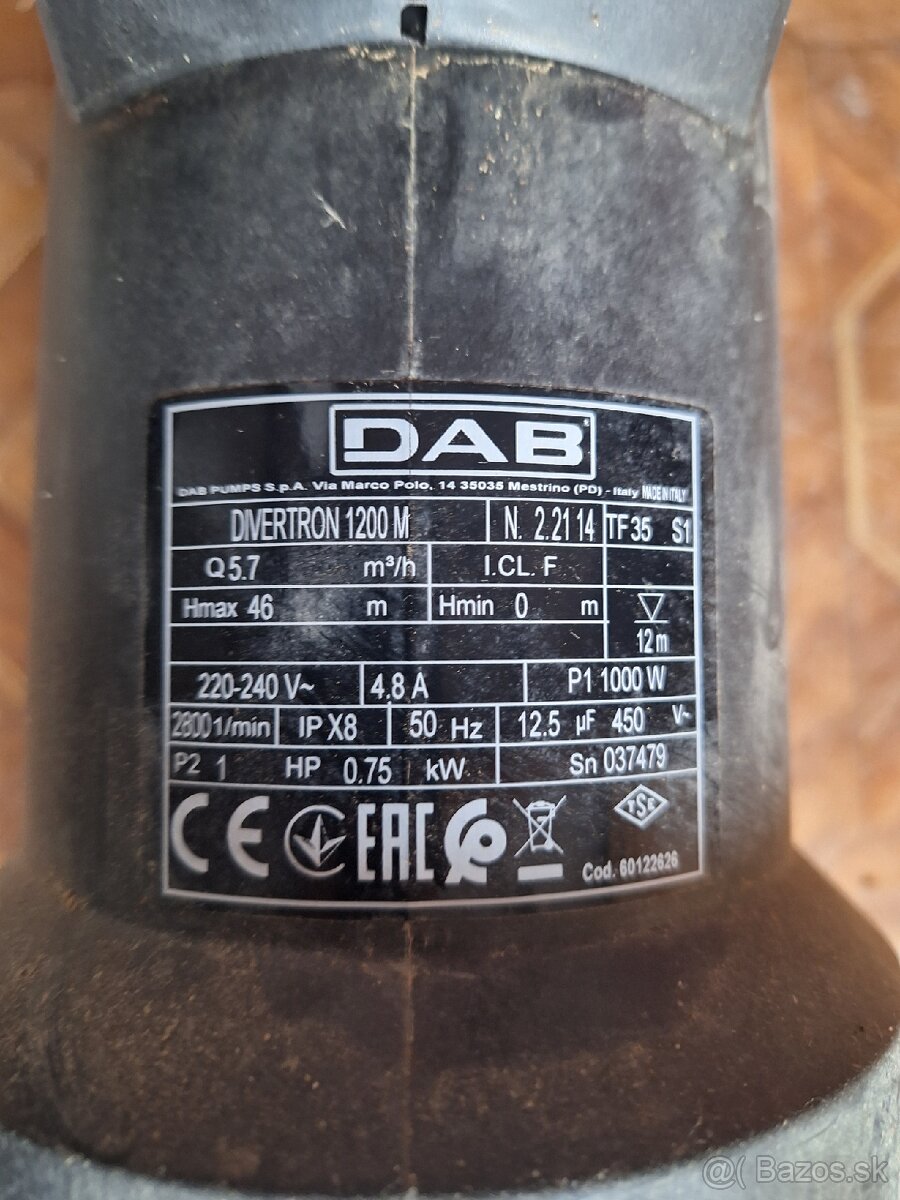 DAB
DAB PUMPS S.p.A. Via Marco Polo, 14 35035 Mestrino (PD) - Italy MADE IN ITALY
DIVERTRON 1200 M N. 2.21 14 TF 35 S1
Q 5.7 m³/h I.CL. F
Hmax 46 m Hmin 0 m
12 m
220-240 V~ 4.8 A P1 1000 W
2800 1/min IP X8 50 Hz 12.5 µF 450 V~
P2 1 HP 0.75 kW Sn 037479
CE EAC TSE
Cod. 60122626
@( Bazos.sk